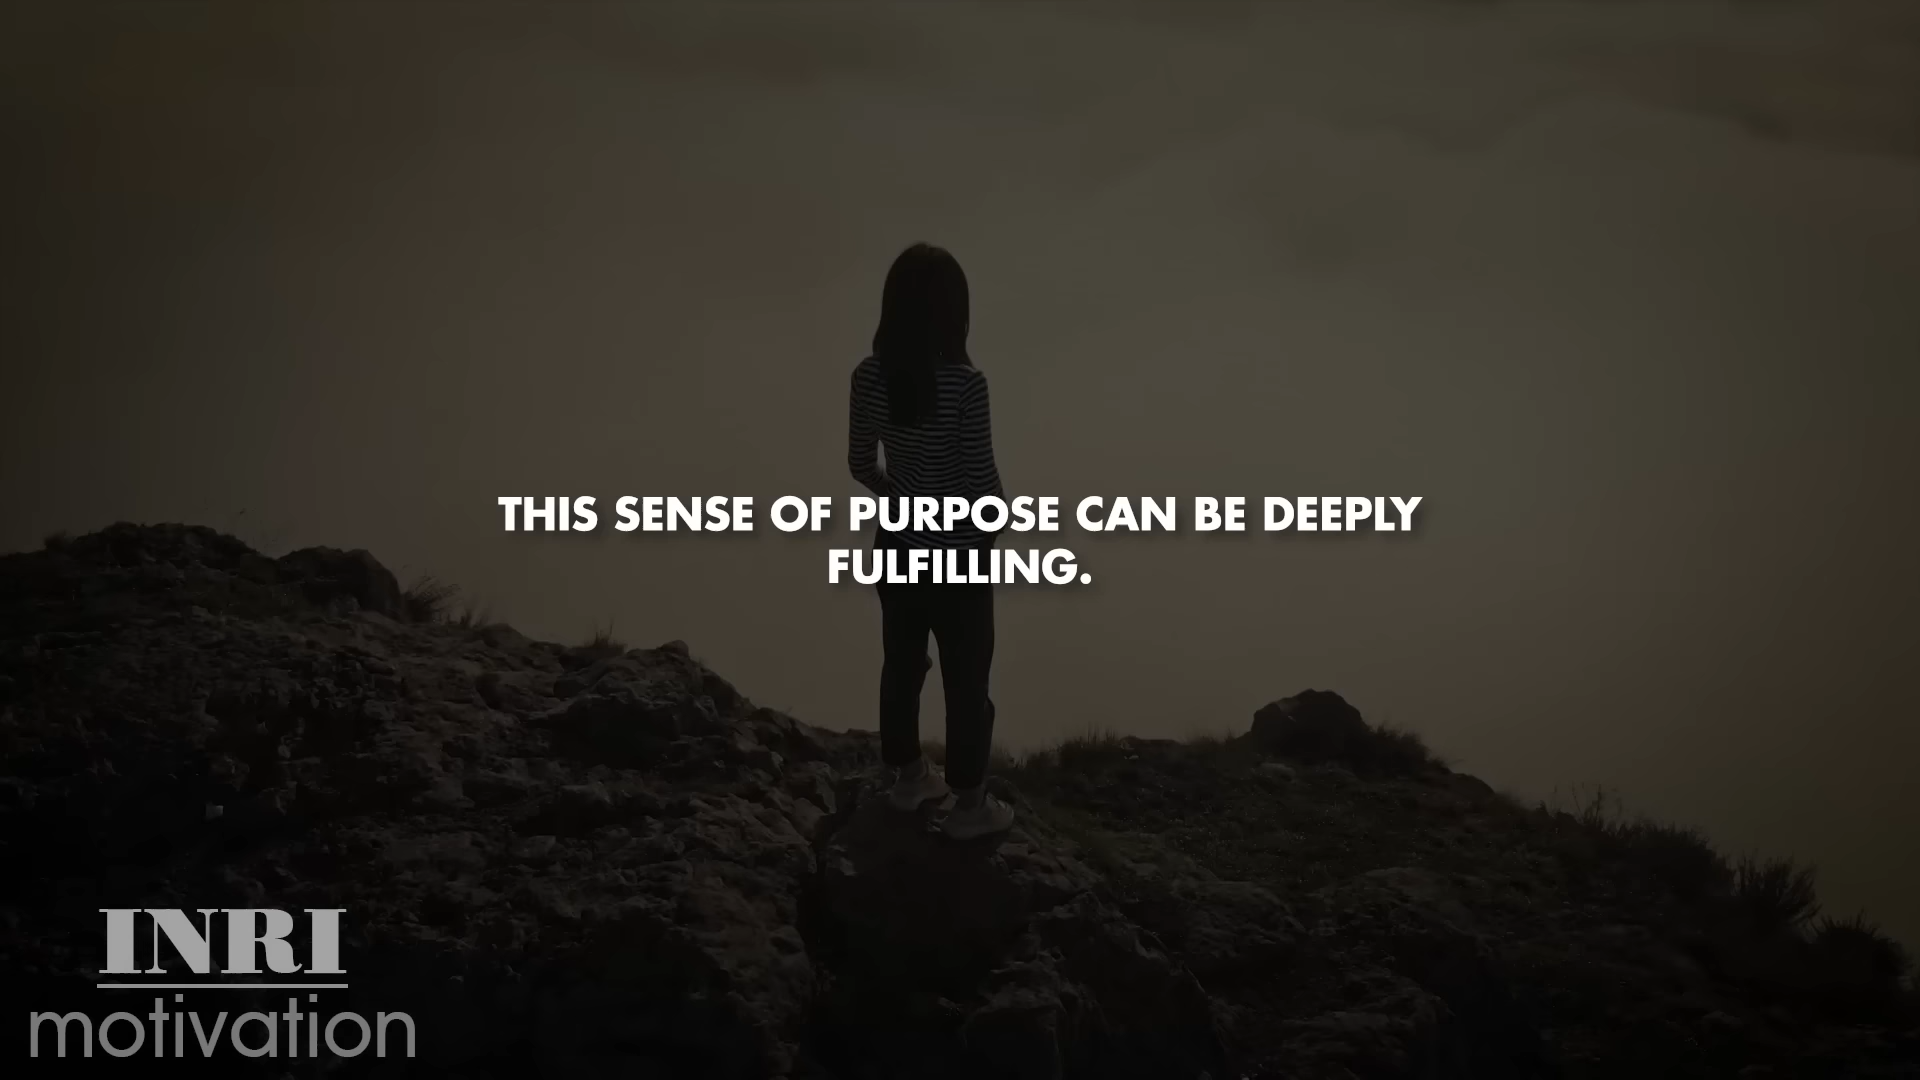 THIS SENSE OF PURPOSE CAN BE DEEPLY
FULFILLING.
INRI
motivation